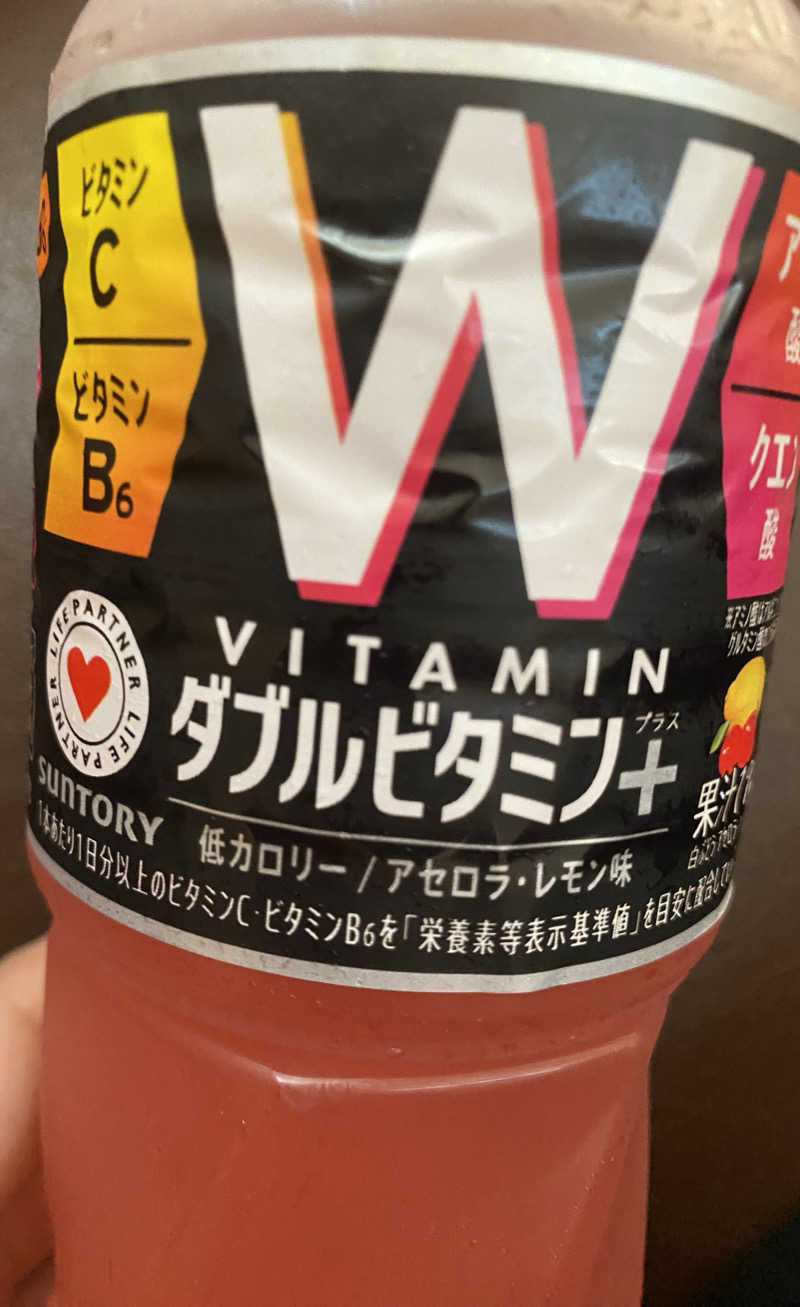 ビタミン
C
ビタミン
B6
W
クエン
酸
LIFE PARTNER LIFE PARTNER
VITAMIN
ダブルビタミン+
プラス
SUNTORY
低カロリー/アセロラ・レモン味
1本あたり1日分以上のビタミンC・ビタミンB6を「栄養素等表示基準値」を目安に配合